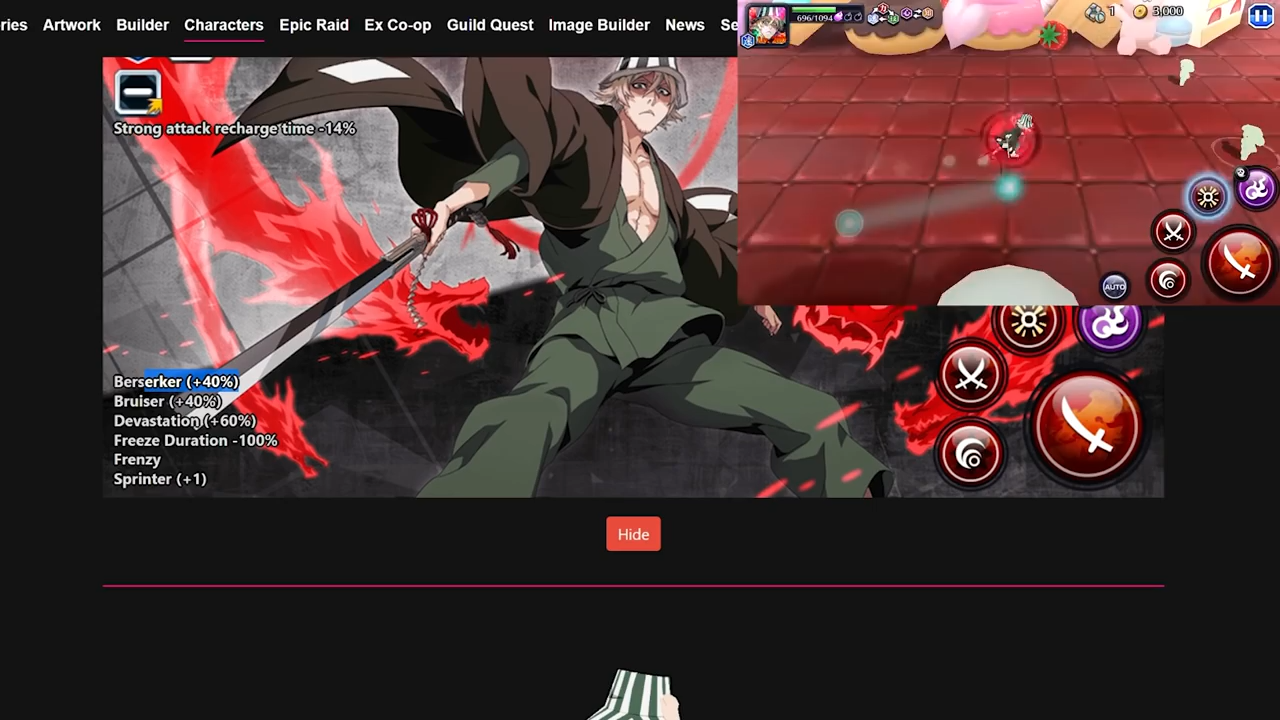 ries Artwork Builder Characters Epic Raid Ex Co-op Guild Quest Image Builder News Se
696/1094
1
3,000
Strong attack recharge time -14%
AUTO
Berserker (+40%)
Bruiser (+40%)
Devastation (+60%)
Freeze Duration -100%
Frenzy
Sprinter (+1)
Hide